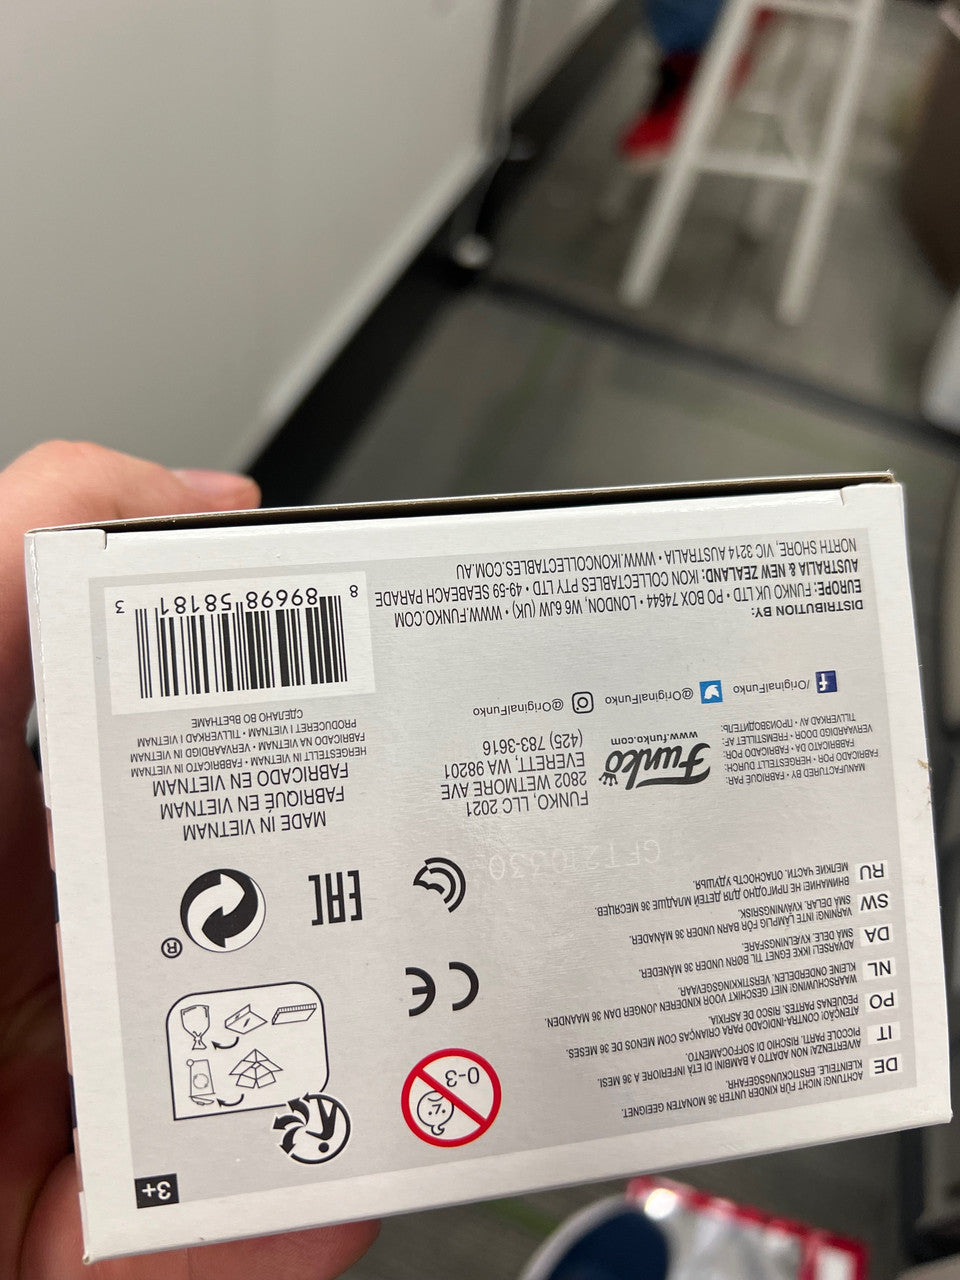 3+
0-3
DE
ACHTUNG! NICHT FÜR KINDER UNTER 36 MONATEN GEEIGNET.
KLEINTEILE. ERSTICKUNGSGEFAHR.
IT
AVVERTENZA! NON ADATTO A BAMBINI DI ETÀ INFERIORE A 36 MESI.
PICCOLE PARTI. RISCHIO DI SOFFOCAMENTO.
PO
ATENÇÃO! CONTRA-INDICADO PARA CRIANÇAS COM MENOS DE 36 MESES.
PEQUENAS PARTES. RISCO DE ASFIXIA.
NL
WAARSCHUWING! NIET GESCHIKT VOOR KINDEREN JONGER DAN 36 MAANDEN.
KLEINE ONDERDELEN. VERSTIKKINGSGEVAAR.
DA
ADVARSEL! IKKE EGNET TIL BØRN UNDER 36 MÅNEDER.
SMÅ DELE. KVÆLNINGSFARE.
SW
VARNING! INTE LÄMPLIG FÖR BARN UNDER 36 MÅNADER.
SMÅ DELAR. KVÄVNINGSRISK.
RU
ВНИМАНИЕ! НЕ ПРИГОДНО ДЛЯ ДЕТЕЙ МЛАДШЕ 36 МЕСЯЦЕВ.
МЕЛКИЕ ЧАСТИ. ОПАСНОСТЬ УДУШЬЯ.
CE
EAC
®
GFT210330
MANUFACTURED BY • FABRIQUÉ PAR:
FABRICADO POR • HERGESTELLT DURCH:
FABBRICATO DA • FABRICADO POR:
VERVAARDIGD DOOR • FREMSTILLET AF:
TILLVERKAD AV • ПРОИЗВОДИТЕЛЬ:
Funko
www.funko.com
FUNKO, LLC 2021
2802 WETMORE AVE
EVERETT, WA 98201
(425) 783-3616
MADE IN VIETNAM
FABRIQUÉ EN VIETNAM
FABRICADO EN VIETNAM
HERGESTELLT IN VIETNAM • FABBRICATO IN VIETNAM
FABRICADO NA VIETNAM • VERVAARDIGD IN VIETNAM
PRODUCERET I VIETNAM • TILLVERKAD I VIETNAM
СДЕЛАНО ВО ВЬЕТНАМЕ
/OriginalFunko
@OriginalFunko
@OriginalFunko
DISTRIBUTION BY:
EUROPE: FUNKO UK LTD • PO BOX 74644 • LONDON, W6 6JW (UK) • WWW.FUNKO.COM
AUSTRALIA & NEW ZEALAND: IKON COLLECTABLES PTY LTD • 49-59 SEABEACH PARADE
NORTH SHORE, VIC 3214 AUSTRALIA • WWW.IKONCOLLECTABLES.COM.AU
8 89698 58181 3